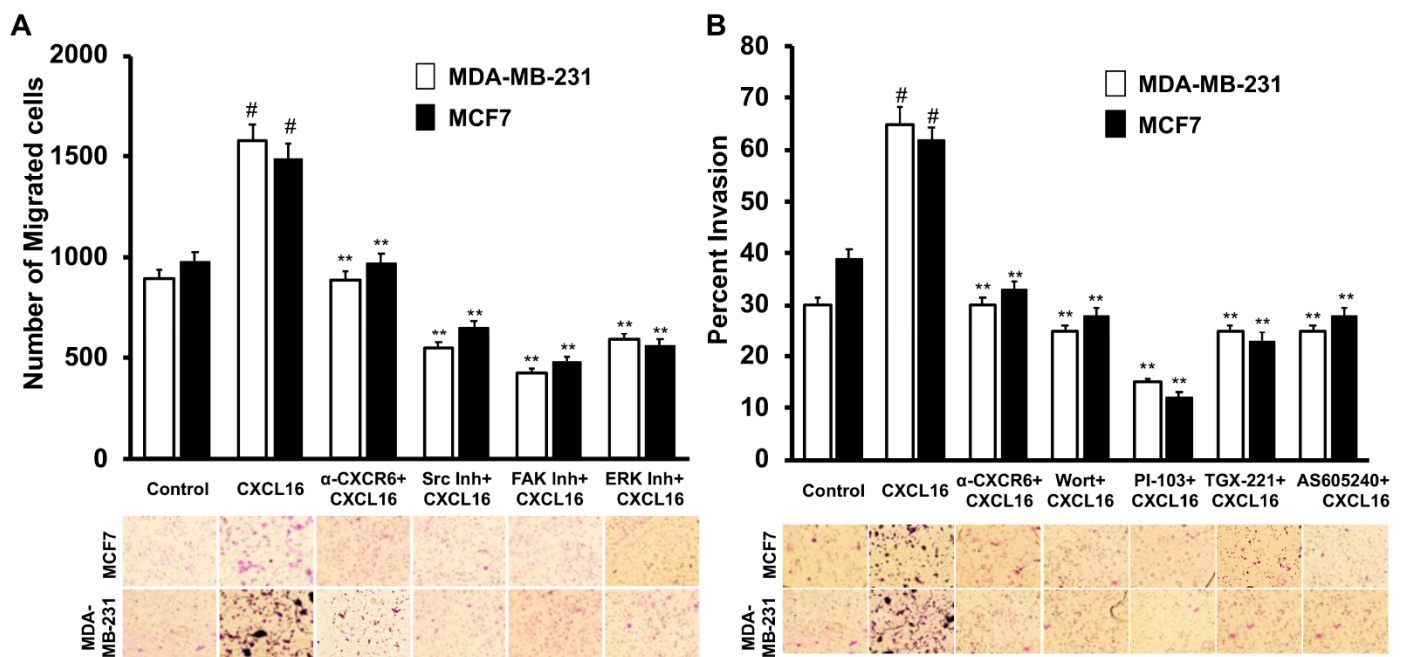 A
2000
1500
1000
500
0
Number of Migrated cells
MDA-MB-231
MCF7
#
#
**
**
**
**
**
**
**
**
Control
CXCL16
α-CXCR6+
CXCL16
Src Inh+
CXCL16
FAK Inh+
CXCL16
ERK Inh+
CXCL16
MCF7
MDA-
MB-231
B
80
70
60
50
40
30
20
10
0
Percent Invasion
MDA-MB-231
MCF7
#
#
**
**
**
**
**
**
**
**
**
**
Control
CXCL16
α-CXCR6+
CXCL16
Wort+
CXCL16
PI-103+
CXCL16
TGX-221+
CXCL16
AS605240+
CXCL16
MCF7
MDA-
MB-231